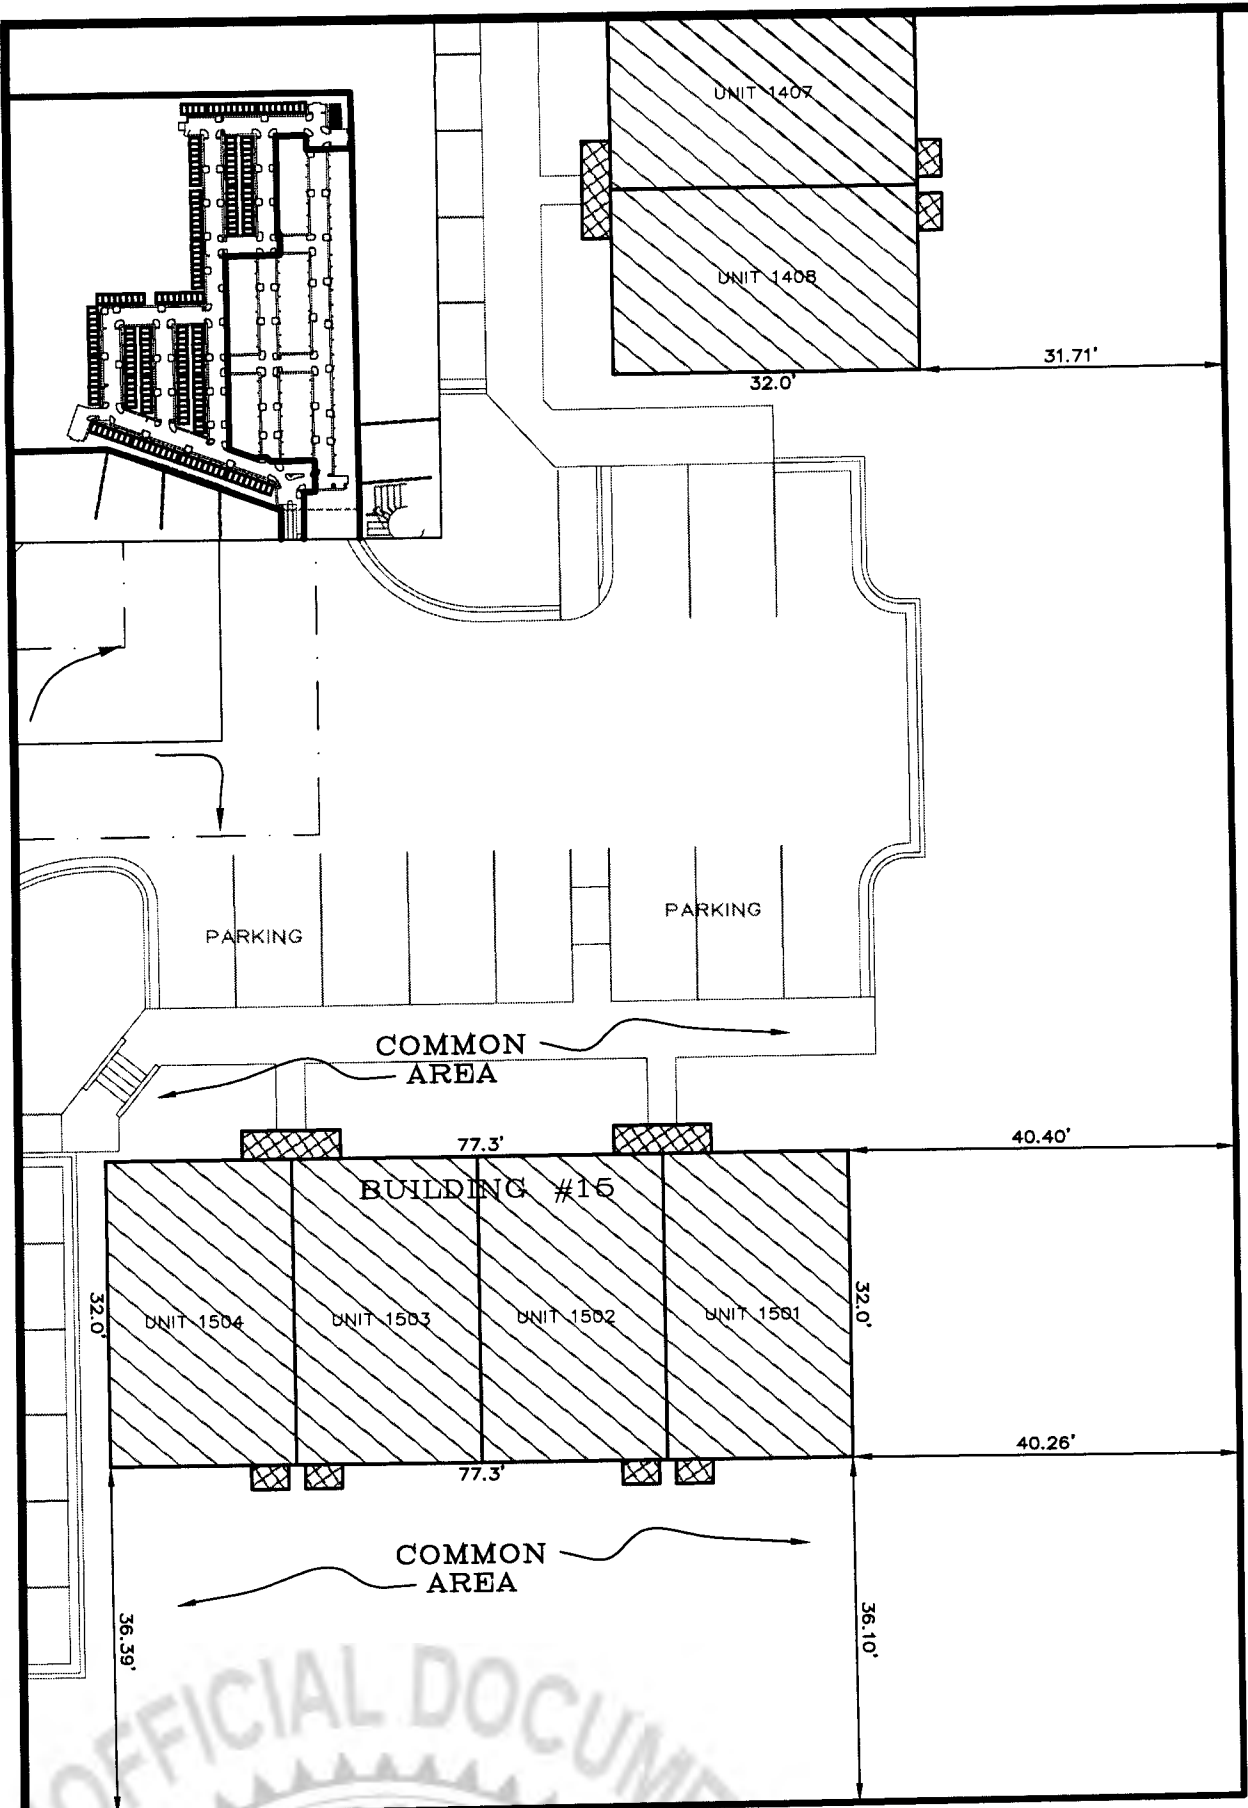 UNIT 1407
UNIT 1408
31.71'
32.0'
PARKING
PARKING
COMMON
AREA
77.3'
40.40'
BUILDING #15
32.0'
UNIT 1504
UNIT 1503
UNIT 1502
UNIT 1501
32.0'
77.3'
40.26'
COMMON
AREA
36.39'
36.10'
OFFICIAL DOCUME